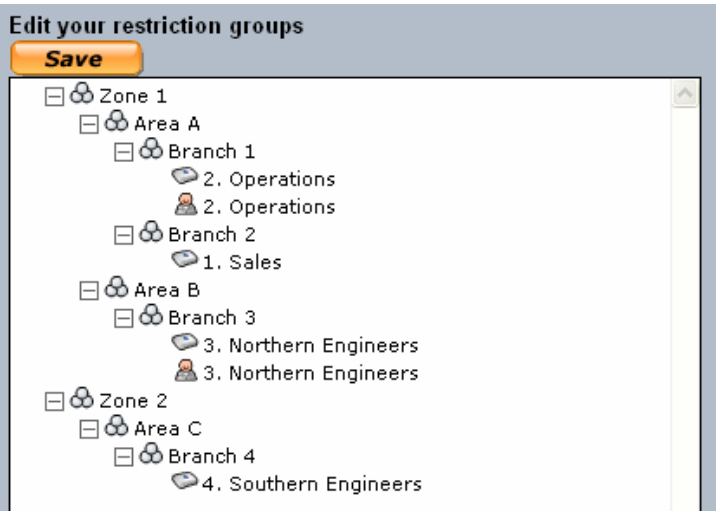 Edit your restriction groups
Save
Zone 1
Area A
Branch 1
2. Operations
2. Operations
Branch 2
1. Sales
Area B
Branch 3
3. Northern Engineers
3. Northern Engineers
Zone 2
Area C
Branch 4
4. Southern Engineers